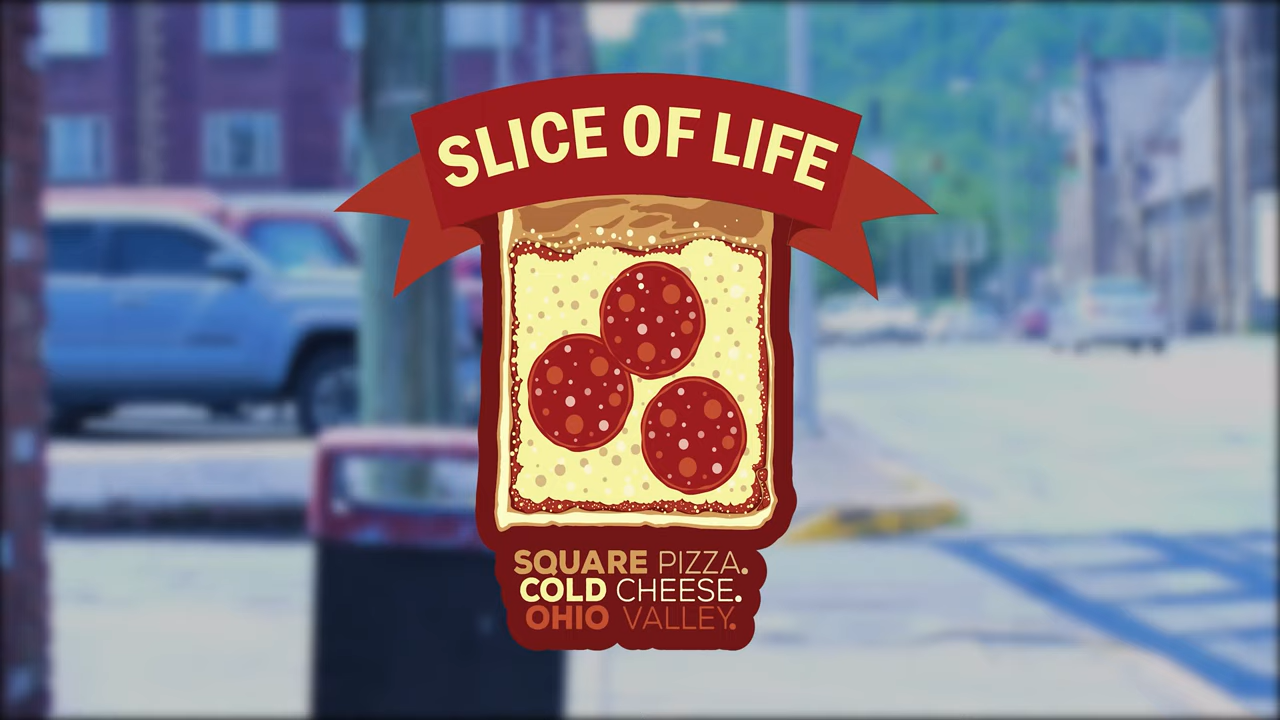 SLICE OF LIFE
SQUARE PIZZA.
COLD CHEESE.
OHIO VALLEY.